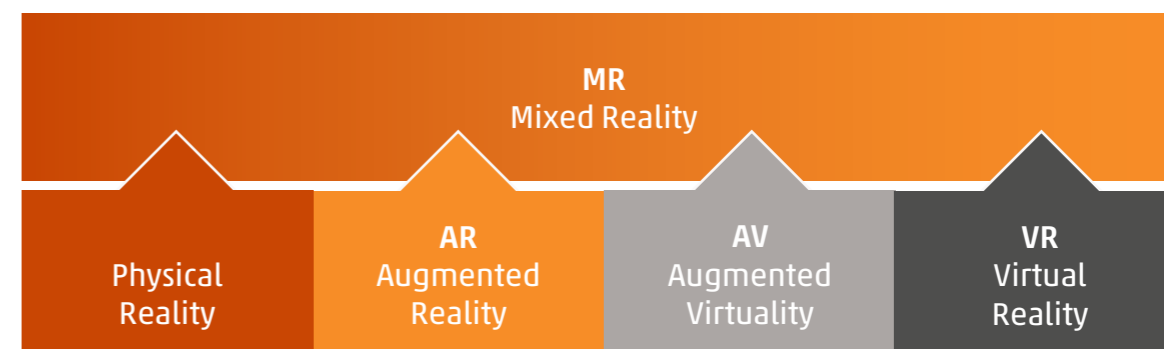 MR
Mixed Reality
Physical
Reality
AR
Augmented
Reality
AV
Augmented
Virtuality
VR
Virtual
Reality